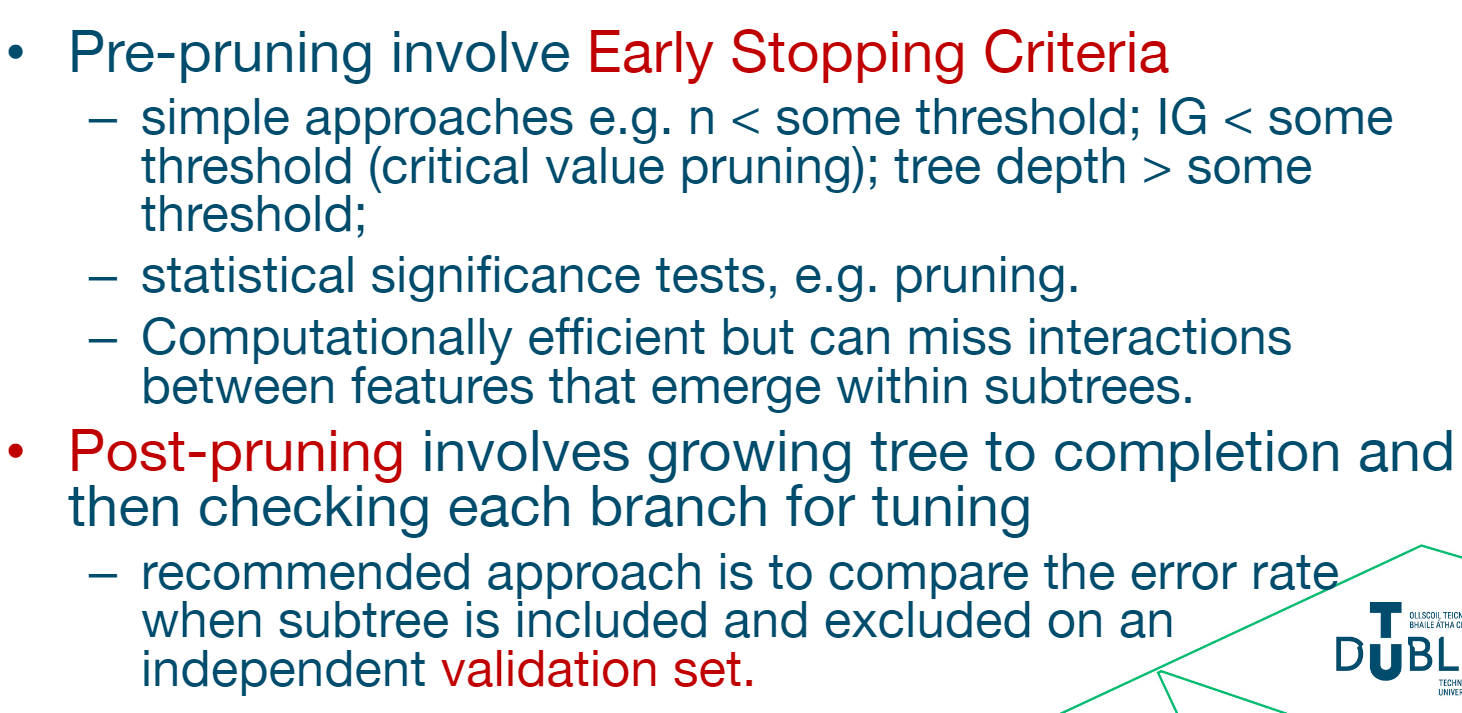 • Pre-pruning involve Early Stopping Criteria
– simple approaches e.g. n < some threshold; IG < some
threshold (critical value pruning); tree depth > some
threshold;
– statistical significance tests, e.g. pruning.
– Computationally efficient but can miss interactions
between features that emerge within subtrees.
• Post-pruning involves growing tree to completion and
then checking each branch for tuning
– recommended approach is to compare the error rate
when subtree is included and excluded on an
independent validation set.
T
OLLSCOIL TEICN
BHAILE ÁTHA C
DUBL
TECHN
UNIVER